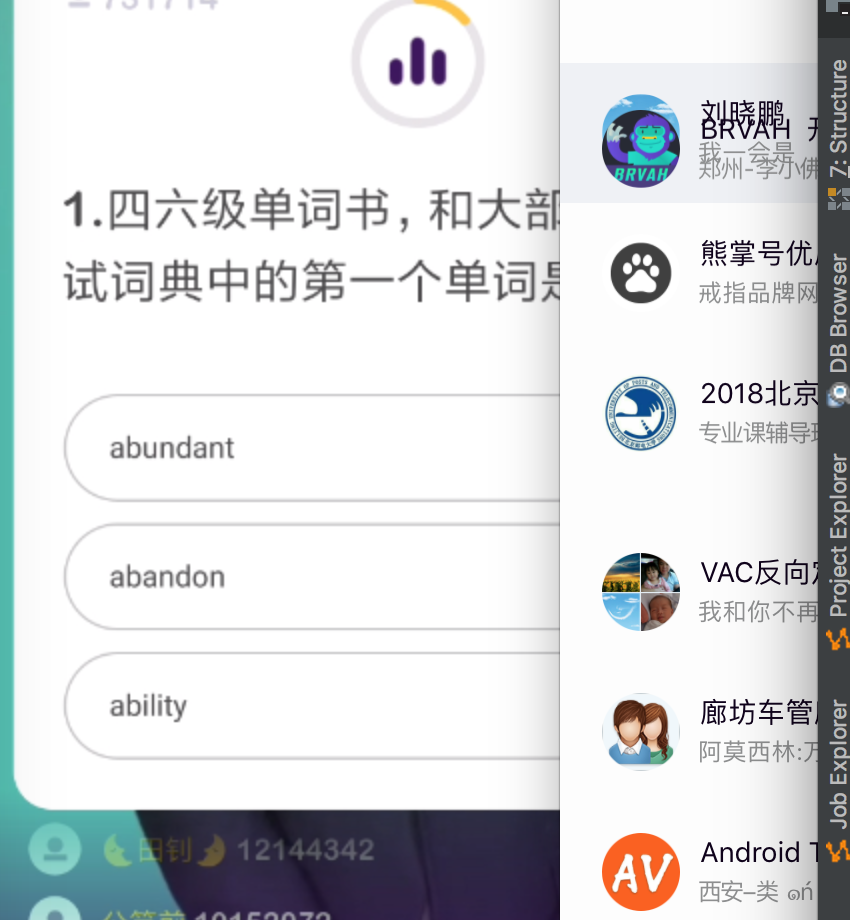 731714
1.四六级单词书，和大部
试词典中的第一个单词是
abundant
abandon
ability
田钊 12144342
刘晓鹏
BRVAH 开
我一会是
郑州-李小佛
BRVAH
熊掌号优
戒指品牌网
2018北京
专业课辅导
VAC反向
我和你不再
廊坊车管
阿莫西林:万
AV
Android T
西安–类
Z: Structure
DB Browser
Project Explorer
Job Explorer